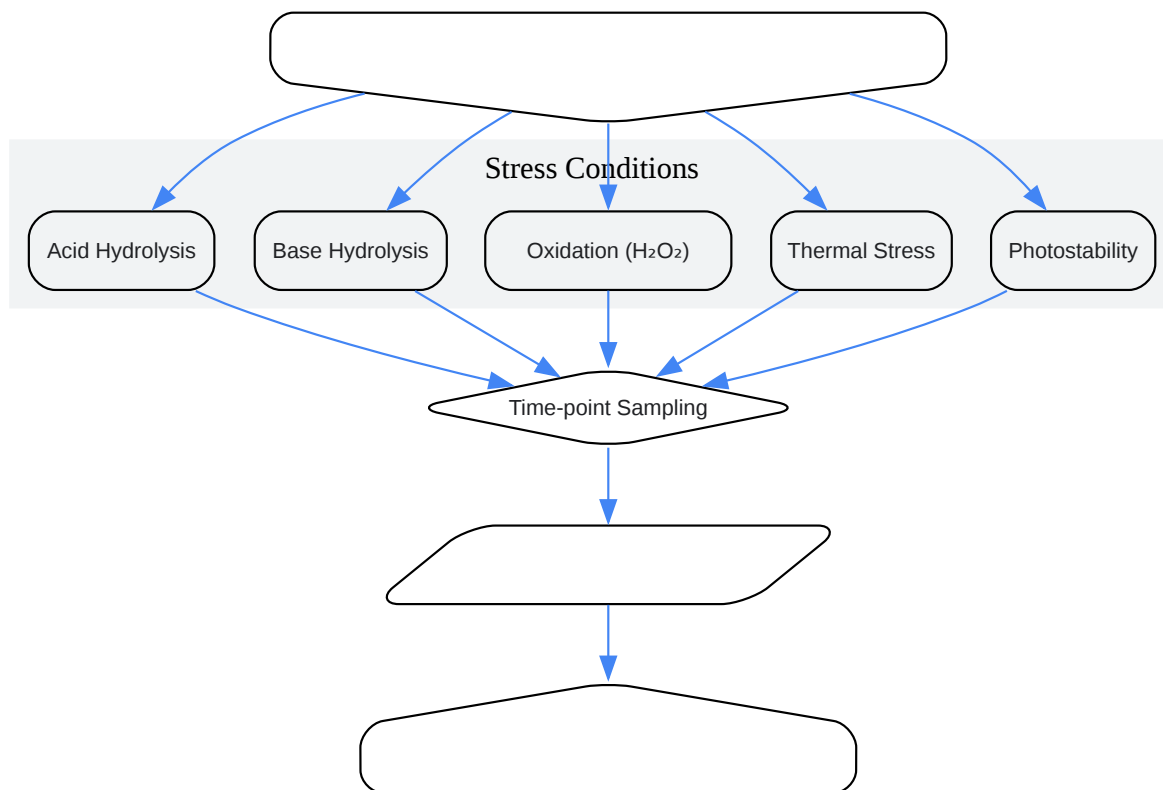 Stress Conditions
Acid Hydrolysis
Base Hydrolysis
Oxidation (H₂O₂)
Thermal Stress
Photostability
Time-point Sampling